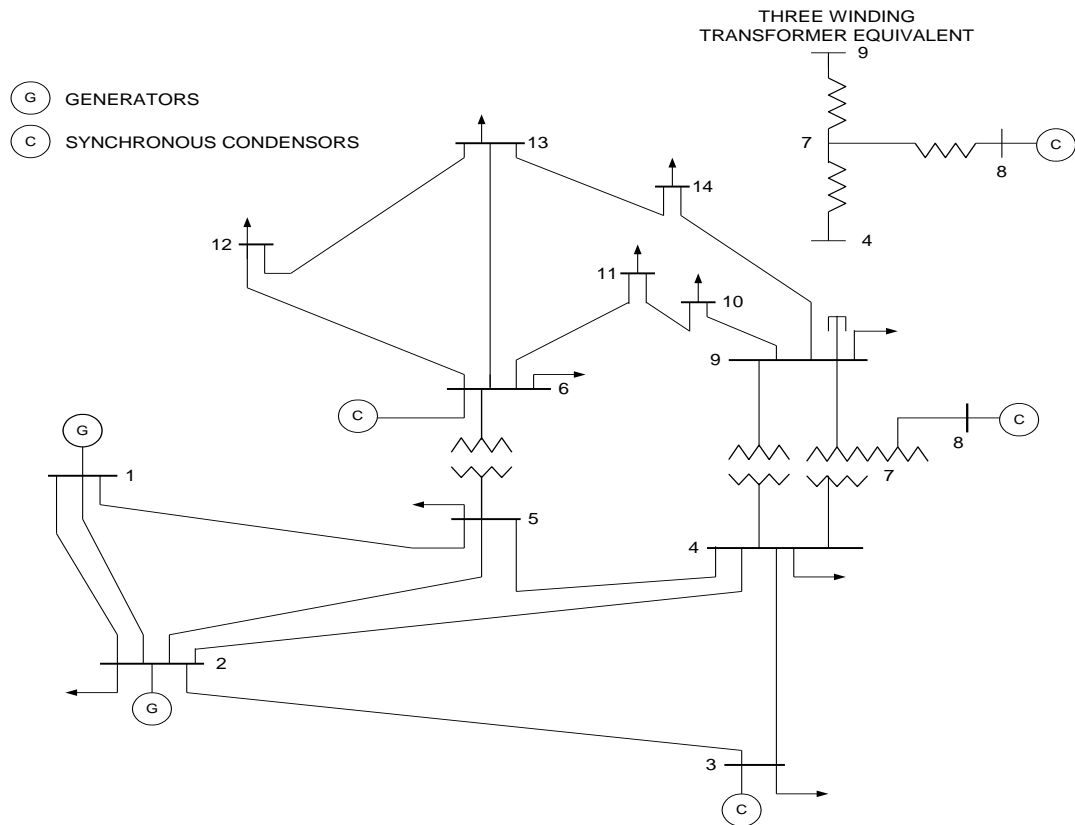 THREE WINDING
TRANSFORMER EQUIVALENT
9
G GENERATORS
C SYNCHRONOUS CONDENSORS
13
7
C
8
14
12
4
11
10
9
6
C
C
8
G
7
1
5
4
2
G
3
C